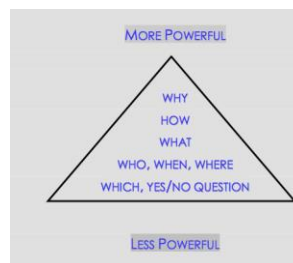 MORE POWERFUL
WHY
HOW
WHAT
WHO, WHEN, WHERE
WHICH, YES/NO QUESTION
LESS POWERFUL